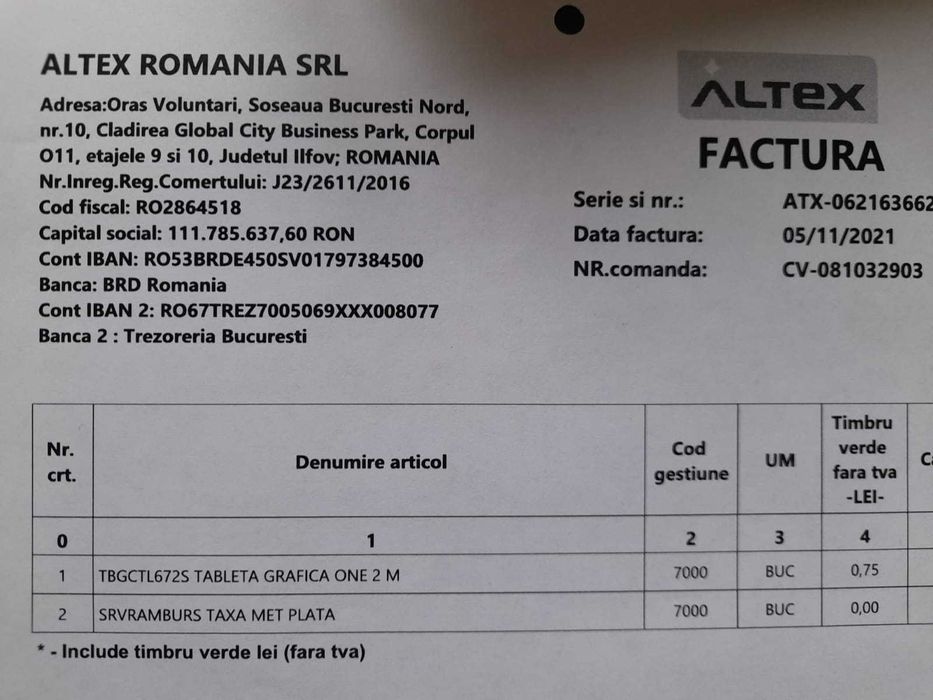 ALTEX ROMANIA SRL
Adresa:Oras Voluntari, Soseaua Bucuresti Nord,
nr.10, Cladirea Global City Business Park, Corpul
O11, etajele 9 si 10, Judetul Ilfov; ROMANIA
Nr.Inreg.Reg.Comertului: J23/2611/2016
Cod fiscal: RO2864518
Capital social: 111.785.637,60 RON
Cont IBAN: RO53BRDE450SV01797384500
Banca: BRD Romania
Cont IBAN 2: RO67TREZ7005069XXX008077
Banca 2 : Trezoreria Bucuresti
ALTEX
FACTURA
Serie si nr.: ATX-062163662
Data factura: 05/11/2021
NR.comanda: CV-081032903
Nr. crt. Denumire articol Cod gestiune UM Timbru verde fara tva -LEI-
0 1 2 3 4
1 TBGCTL672S TABLETA GRAFICA ONE 2 M 7000 BUC 0,75
2 SRVRAMBURS TAXA MET PLATA 7000 BUC 0,00
* - Include timbru verde lei (fara tva)